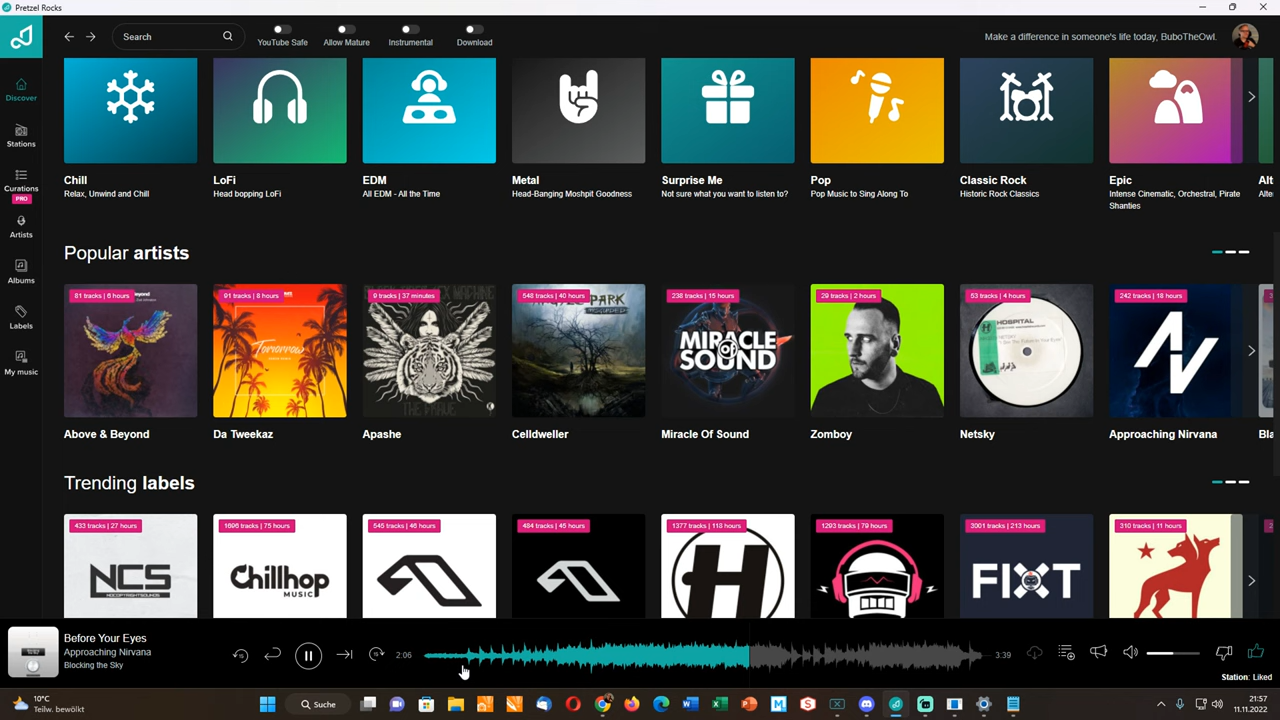 Pretzel Rocks
Search
YouTube Safe
Allow Mature
Instrumental
Download
Make a difference in someone's life today, BuboTheOwl.
Discover
Stations
Curations
PRO
Artists
Albums
Labels
My music
Chill
Relax, Unwind and Chill
LoFi
Head bopping LoFi
EDM
All EDM - All the Time
Metal
Head-Banging Moshpit Goodness
Surprise Me
Not sure what you want to listen to?
Pop
Pop Music to Sing Along To
Classic Rock
Historic Rock Classics
Epic
Intense Cinematic, Orchestral, Pirate
Shanties
Popular artists
81 tracks | 6 hours
Above & Beyond
91 tracks | 8 hours
Tomorrow
Da Tweekaz
9 tracks | 37 minutes
Apashe
548 tracks | 40 hours
Celldweller
238 tracks | 15 hours
MIRACLE
SOUND
Miracle Of Sound
29 tracks | 2 hours
Zomboy
53 tracks | 4 hours
HOSPITAL
Netsky
242 tracks | 18 hours
Approaching Nirvana
Trending labels
433 tracks | 27 hours
NCS
NOCOPYRIGHTSOUNDS
1696 tracks | 75 hours
Chillhop
MUSIC
545 tracks | 46 hours
484 tracks | 45 hours
1377 tracks | 118 hours
H
1293 tracks | 79 hours
3001 tracks | 213 hours
FIXT
310 tracks | 11 hours
Before Your Eyes
Approaching Nirvana
Blocking the Sky
2:06
3:39
Station: Liked
10°C
Teilw. bewölkt
Suche
21:57
11.11.2022